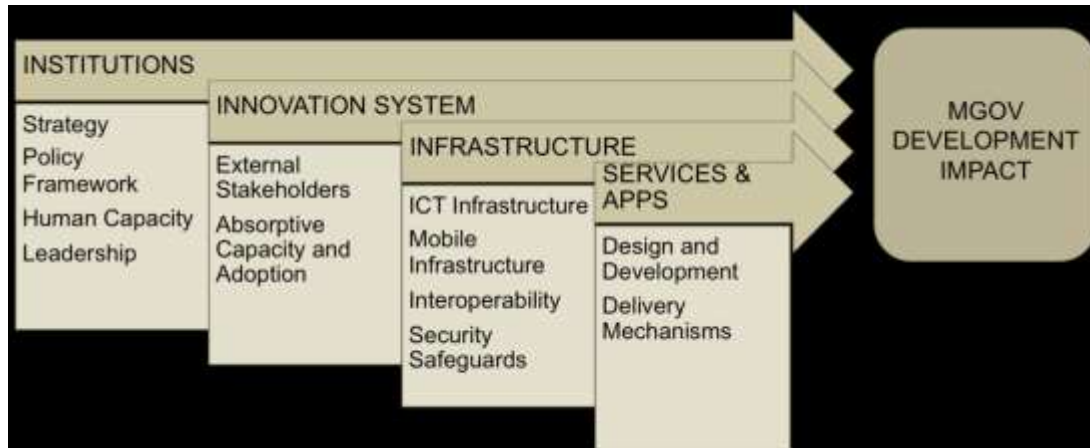 INSTITUTIONS
Strategy
Policy
Framework
Human Capacity
Leadership
INNOVATION SYSTEM
External
Stakeholders
Absorptive
Capacity and
Adoption
INFRASTRUCTURE
ICT Infrastructure
Mobile
Infrastructure
Interoperability
Security
Safeguards
SERVICES &
APPS
Design and
Development
Delivery
Mechanisms
MGOV
DEVELOPMENT
IMPACT